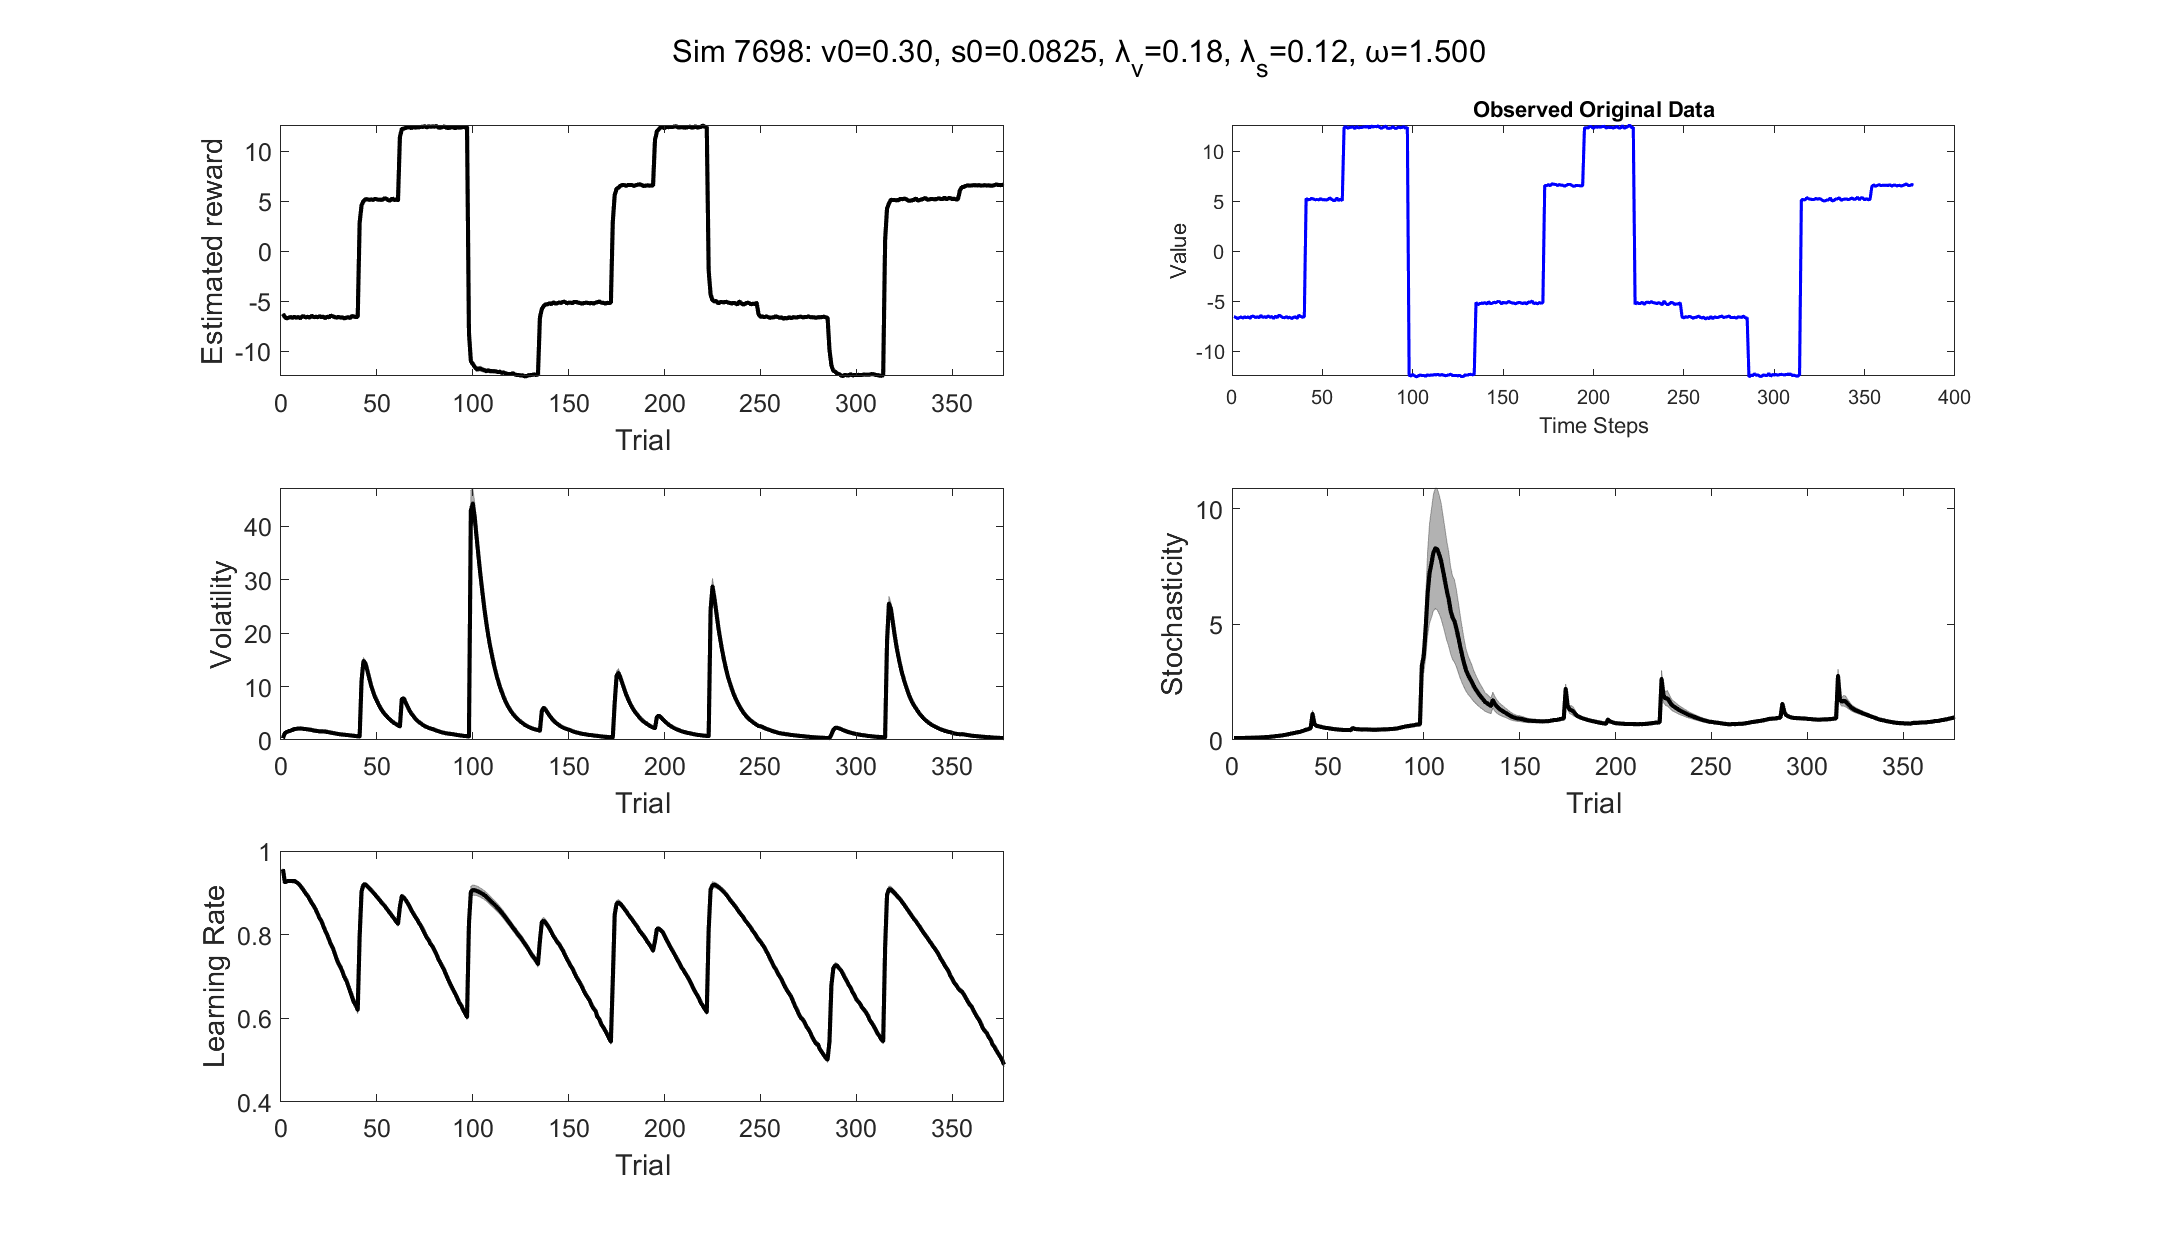 Sim 7698: v0=0.30, s0=0.0825, λ_v=0.18, λ_s=0.12, ω=1.500
Estimated reward
10
5
0
-5
-10
0 50 100 150 200 250 300 350
Trial
Observed Original Data
Value
10
5
0
-5
-10
0 50 100 150 200 250 300 350 400
Time Steps
Volatility
40
30
20
10
0
0 50 100 150 200 250 300 350
Trial
Stochasticity
10
5
0
0 50 100 150 200 250 300 350
Trial
Learning Rate
1
0.8
0.6
0.4
0 50 100 150 200 250 300 350
Trial